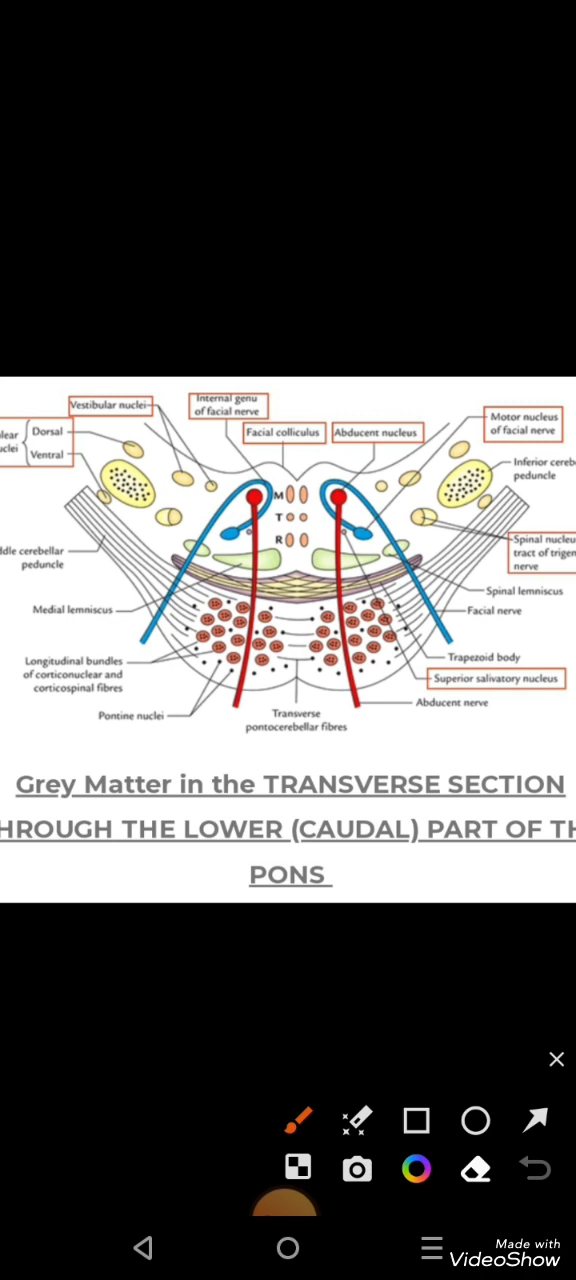 Vestibular nuclei
Internal genu
of facial nerve
Facial colliculus
Abducent nucleus
Motor nucleus
of facial nerve
lear
clei
Dorsal
Ventral
Inferior cereb
peduncle
M
T
R
ddle cerebellar
peduncle
Spinal nucleu
tract of trigen
nerve
Spinal lemniscus
Medial lemniscus
Facial nerve
Longitudinal bundles
of corticonuclear and
corticospinal fibres
Trapezoid body
Superior salivatory nucleus
Pontine nuclei
Transverse
pontocerebellar fibres
Abducent nerve
Grey Matter in the TRANSVERSE SECTION
HROUGH THE LOWER (CAUDAL) PART OF TH
PONS
Made with
VideoShow